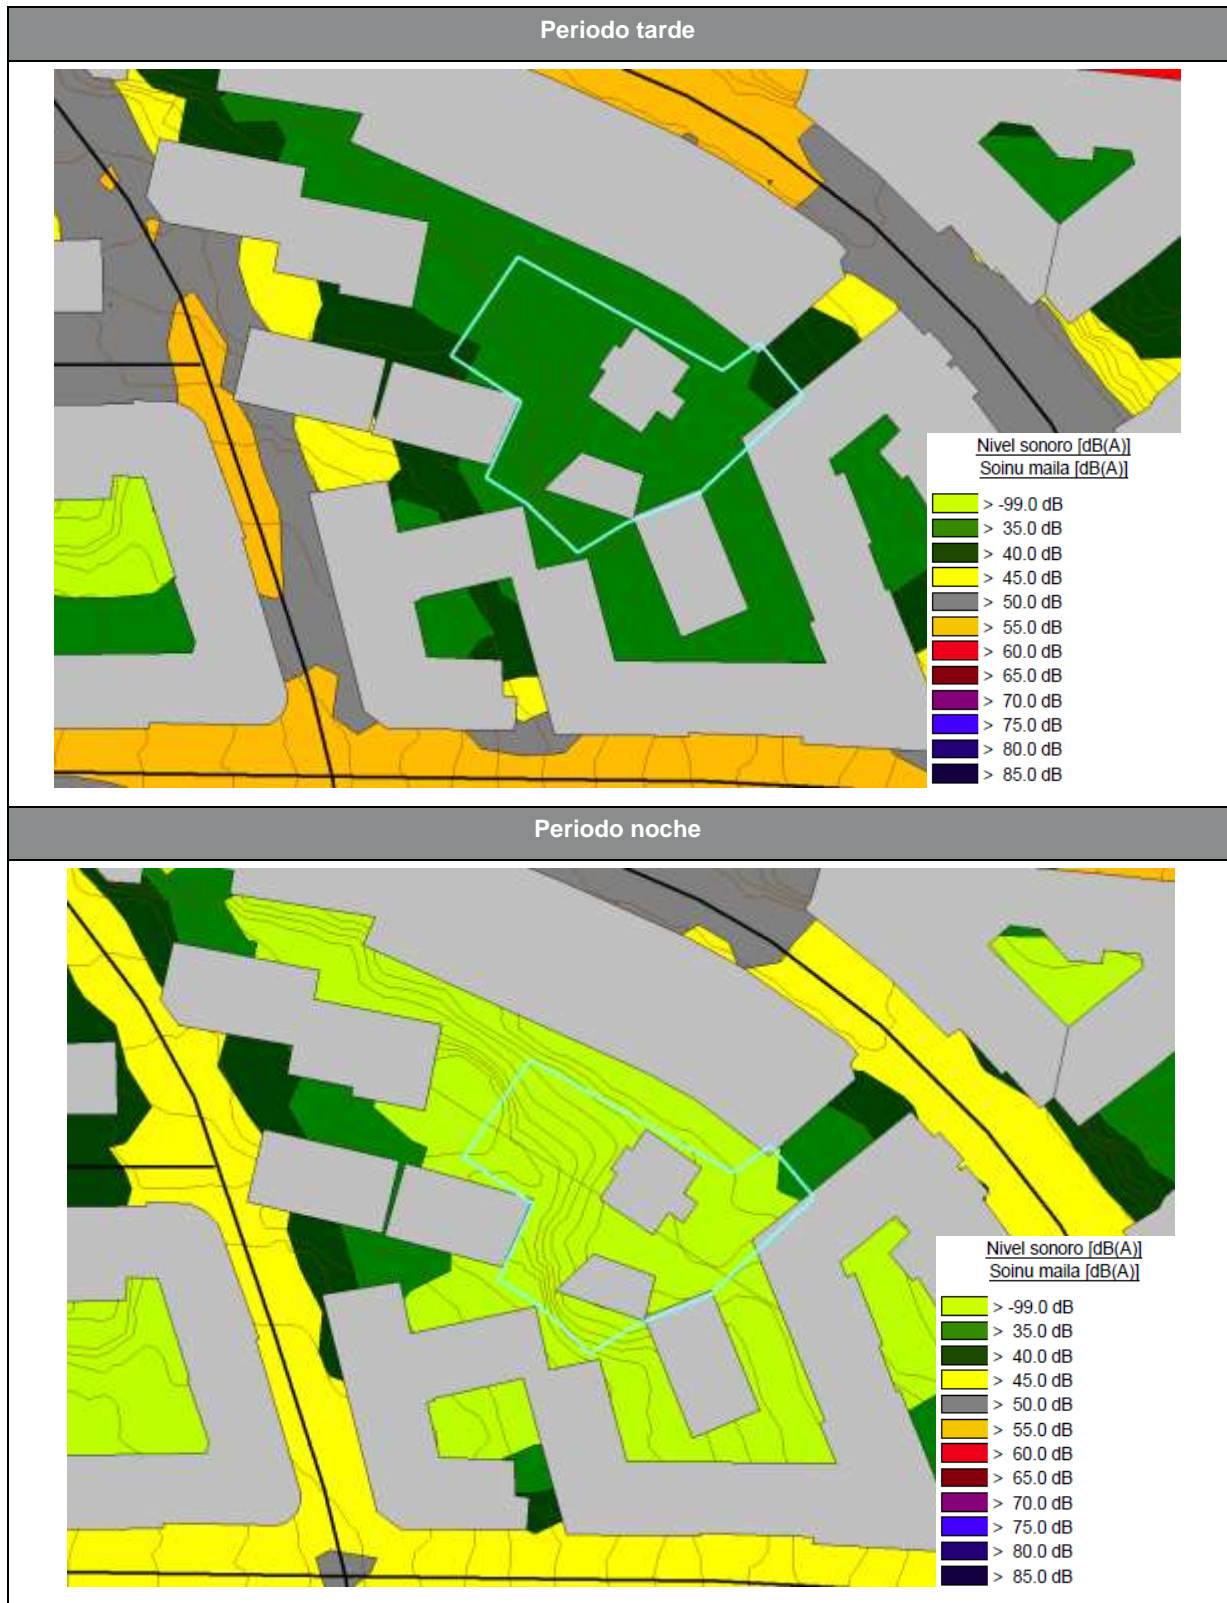 Periodo tarde
Nivel sonoro [dB(A)]
Soinu maila [dB(A)]
> -99.0 dB
> 35.0 dB
> 40.0 dB
> 45.0 dB
> 50.0 dB
> 55.0 dB
> 60.0 dB
> 65.0 dB
> 70.0 dB
> 75.0 dB
> 80.0 dB
> 85.0 dB
Periodo noche
Nivel sonoro [dB(A)]
Soinu maila [dB(A)]
> -99.0 dB
> 35.0 dB
> 40.0 dB
> 45.0 dB
> 50.0 dB
> 55.0 dB
> 60.0 dB
> 65.0 dB
> 70.0 dB
> 75.0 dB
> 80.0 dB
> 85.0 dB